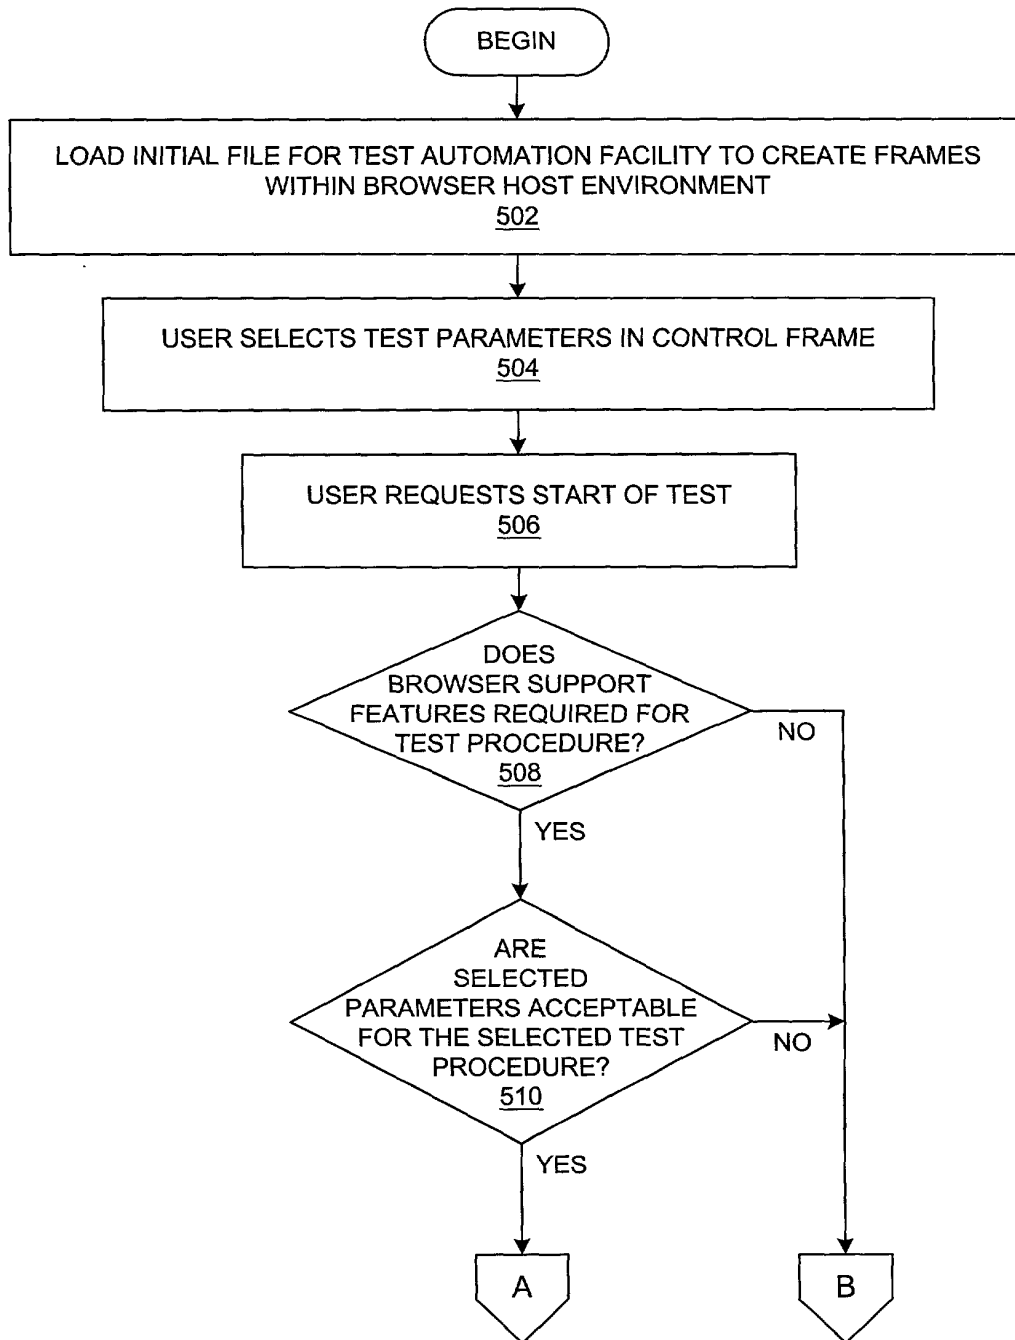 BEGIN
LOAD INITIAL FILE FOR TEST AUTOMATION FACILITY TO CREATE FRAMES
WITHIN BROWSER HOST ENVIRONMENT
502
USER SELECTS TEST PARAMETERS IN CONTROL FRAME
504
USER REQUESTS START OF TEST
506
DOES
BROWSER SUPPORT
FEATURES REQUIRED FOR
TEST PROCEDURE?
508
NO
YES
ARE
SELECTED
PARAMETERS ACCEPTABLE
FOR THE SELECTED TEST
PROCEDURE?
510
NO
YES
A
B